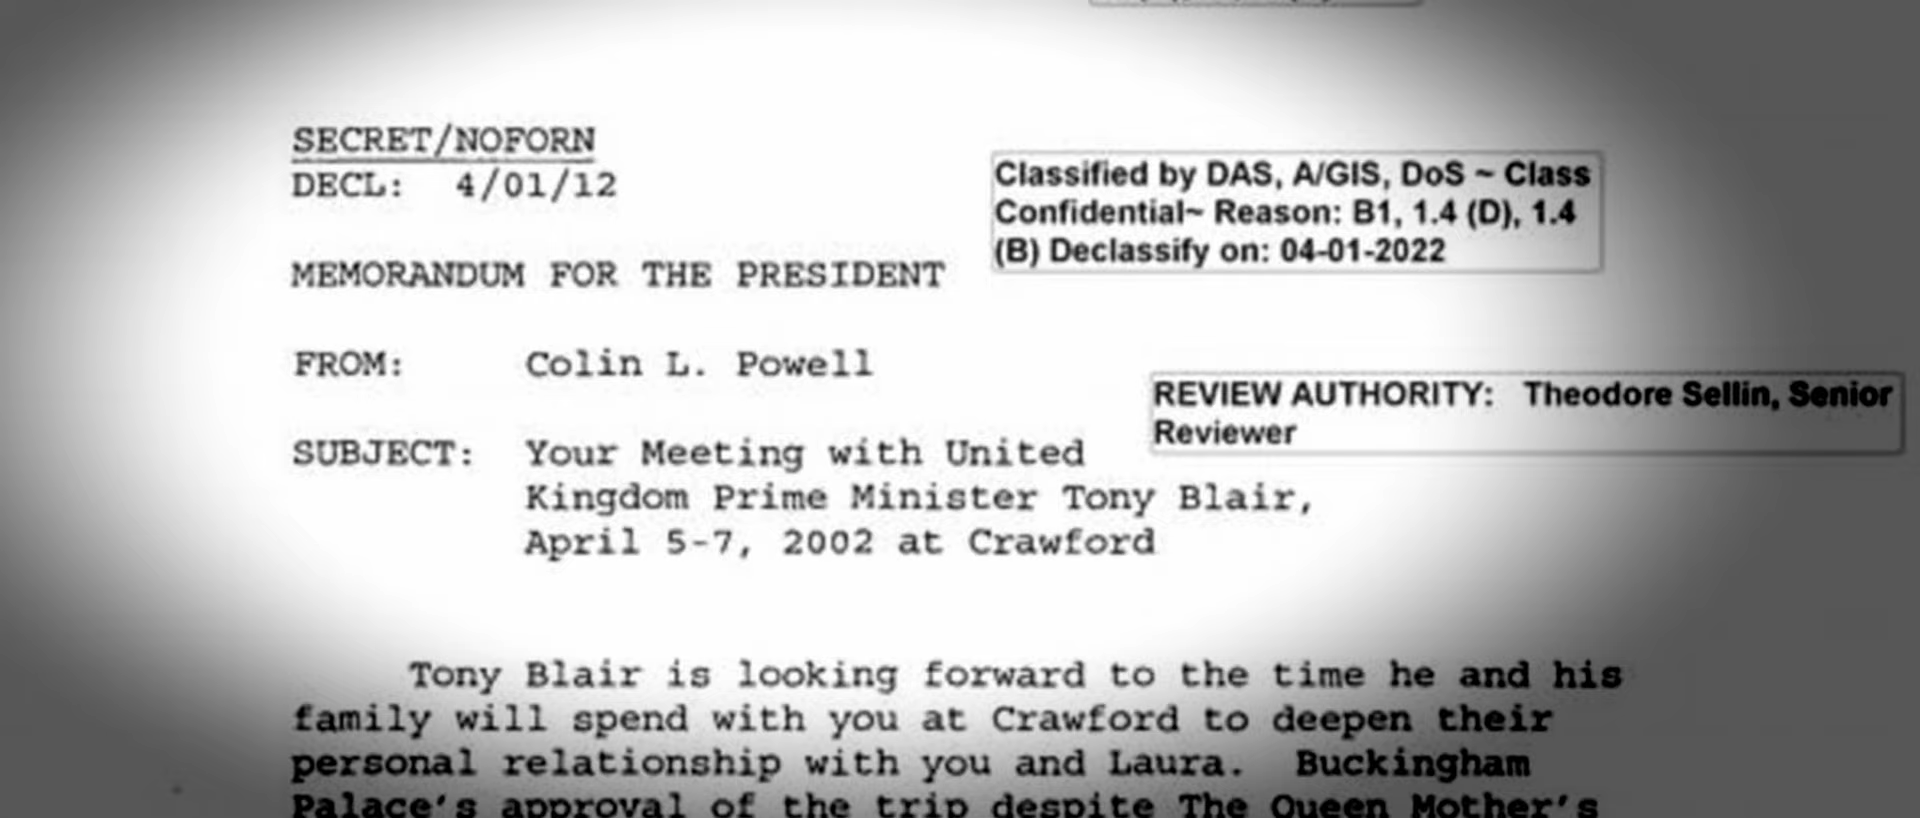 SECRET/NOFORN
DECL: 4/01/12
Classified by DAS, A/GIS, DoS ~ Class
Confidential~ Reason: B1, 1.4 (D), 1.4
(B) Declassify on: 04-01-2022
MEMORANDUM FOR THE PRESIDENT
FROM: Colin L. Powell
REVIEW AUTHORITY: Theodore Sellin, Senior
Reviewer
SUBJECT: Your Meeting with United
Kingdom Prime Minister Tony Blair,
April 5-7, 2002 at Crawford
Tony Blair is looking forward to the time he and his
family will spend with you at Crawford to deepen their
personal relationship with you and Laura. Buckingham
Palace's approval of the trip despite The Queen Mother's